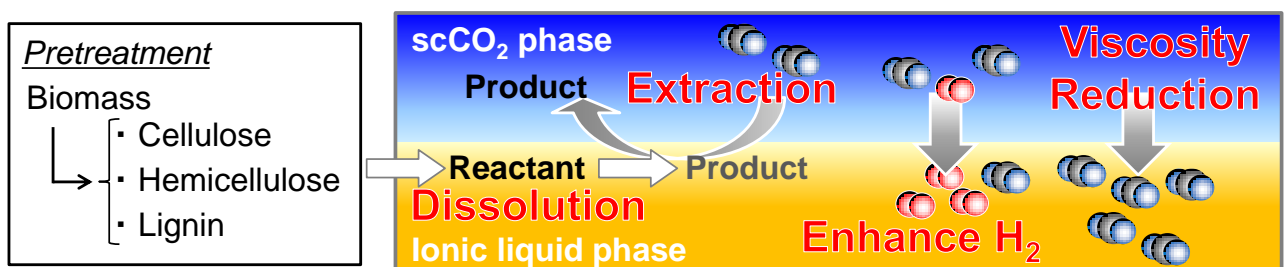 Pretreatment
Biomass
· Cellulose
· Hemicellulose
· Lignin
scCO₂ phase
Product
Extraction
Viscosity
Reduction
Reactant
Product
Dissolution
Enhance H₂
Ionic liquid phase